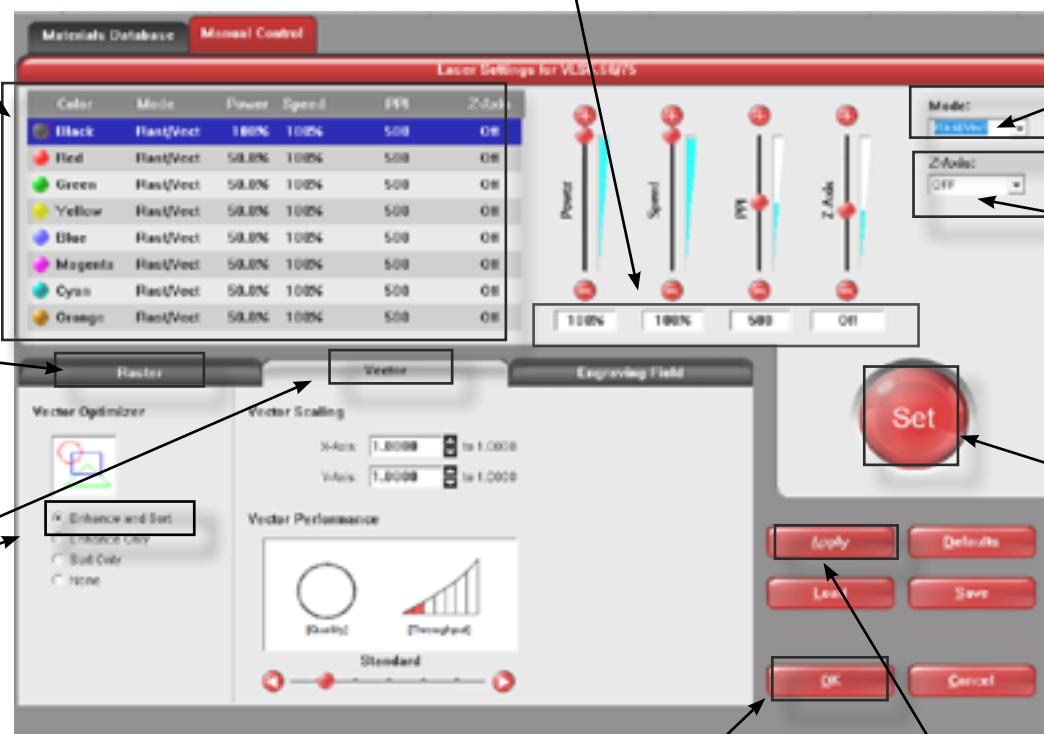 Materials Database Manual Control
Laser Settings for
Color Mode Power Speed PPI Z-Axis
Black Rast/Vect 100% 100% 500 Off
Red Rast/Vect 50.0% 100% 500 Off
Green Rast/Vect 50.0% 100% 500 Off
Yellow Rast/Vect 50.0% 100% 500 Off
Blue Rast/Vect 50.0% 100% 500 Off
Magenta Rast/Vect 50.0% 100% 500 Off
Cyan Rast/Vect 50.0% 100% 500 Off
Orange Rast/Vect 50.0% 100% 500 Off
Power Speed PPI Z-Axis
100% 100% 500 Off
Mode:
Rast/Vect
Z-Axis:
OFF
Set
Raster Vector Engraving Field
Vector Optimizer
Enhance and Sort
Enhance Only
Sort Only
None
Vector Scaling
X-Axis: 1.0000 to 1.0000
Y-Axis: 1.0000 to 1.0000
Vector Performance
(Quality) (Throughput)
Standard
Apply Defaults
Load Save
OK Cancel